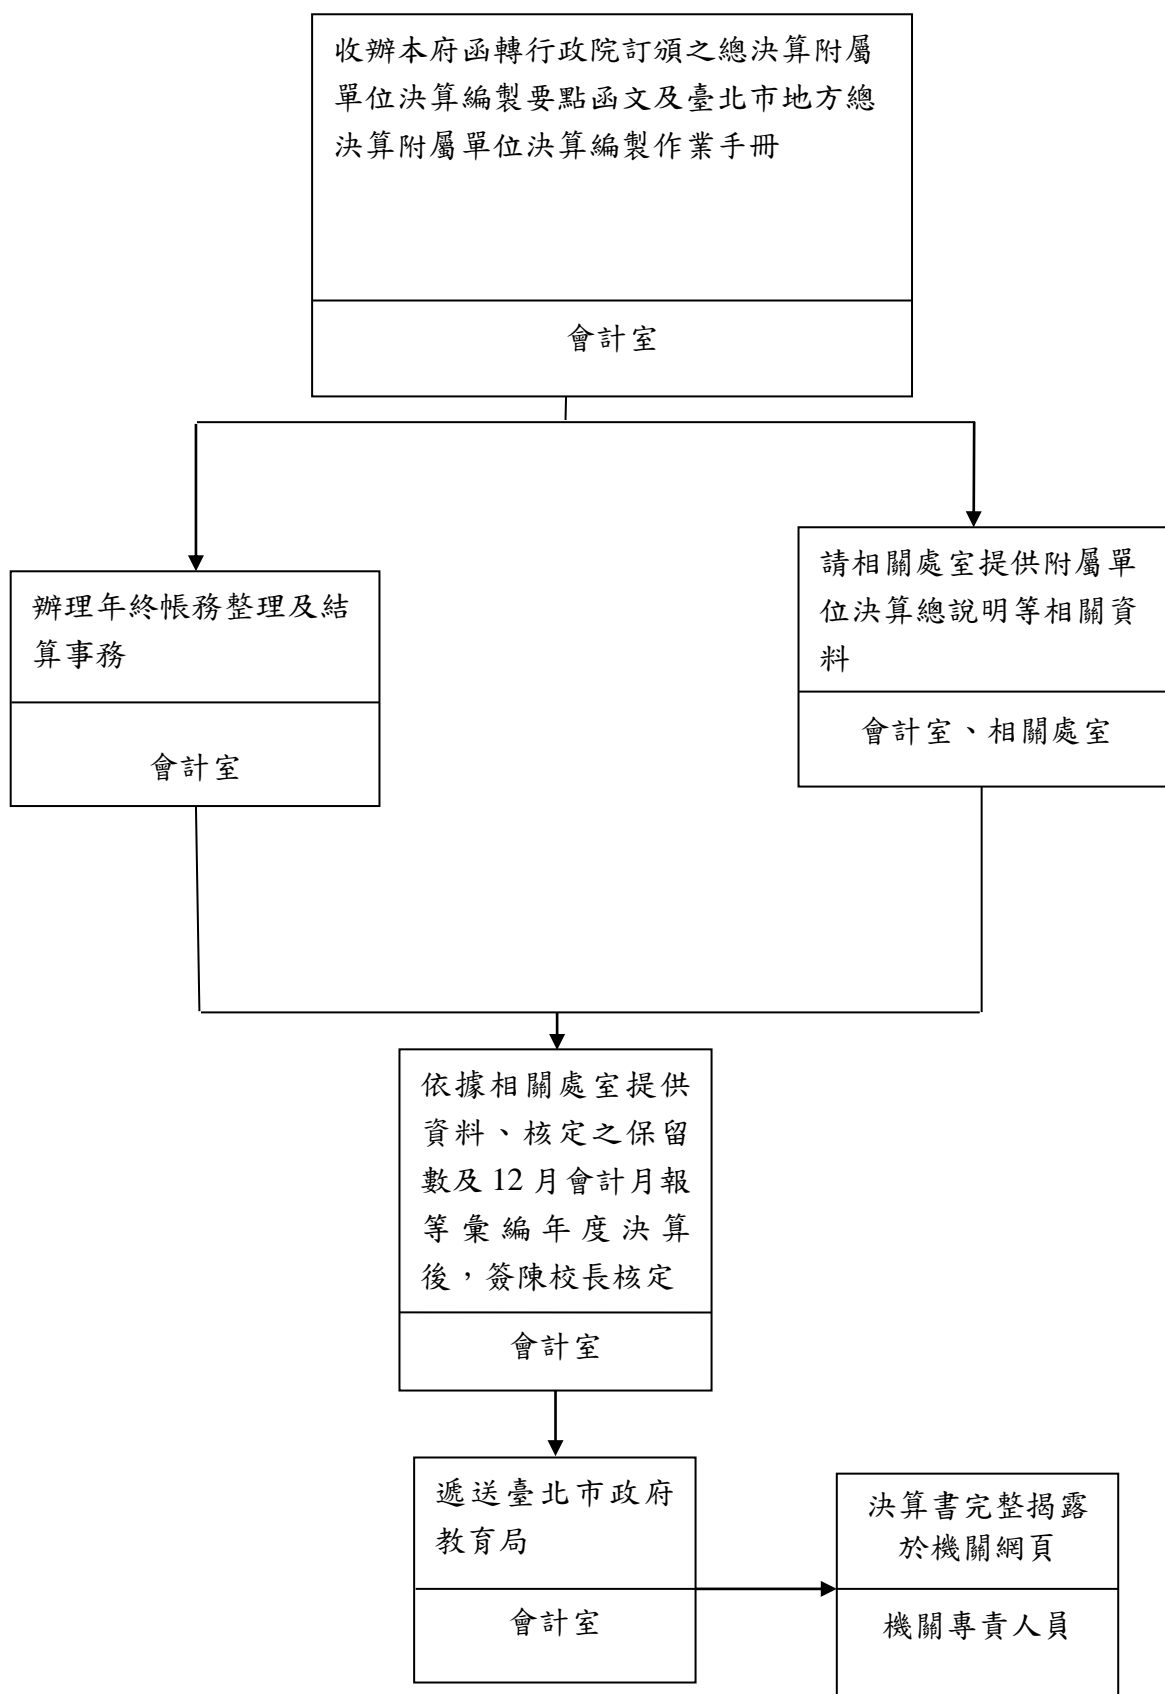 收辦本府函轉行政院訂頒之總決算附屬
單位決算編製要點函文及臺北市地方總
決算附屬單位決算編製作業手冊
會計室
辦理年終帳務整理及結
算事務
會計室
請相關處室提供附屬單
位決算總說明等相關資
料
會計室、相關處室
依據相關處室提供
資料、核定之保留
數及 12 月會計月報
等彙編年度決算
後，簽陳校長核定
會計室
遞送臺北市政府
教育局
會計室
決算書完整揭露
於機關網頁
機關專責人員